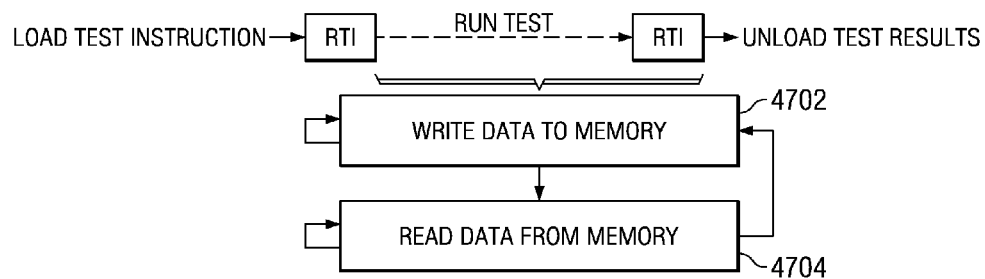 LOAD TEST INSTRUCTION RTI RUN TEST RTI UNLOAD TEST RESULTS
4702
WRITE DATA TO MEMORY
READ DATA FROM MEMORY
4704